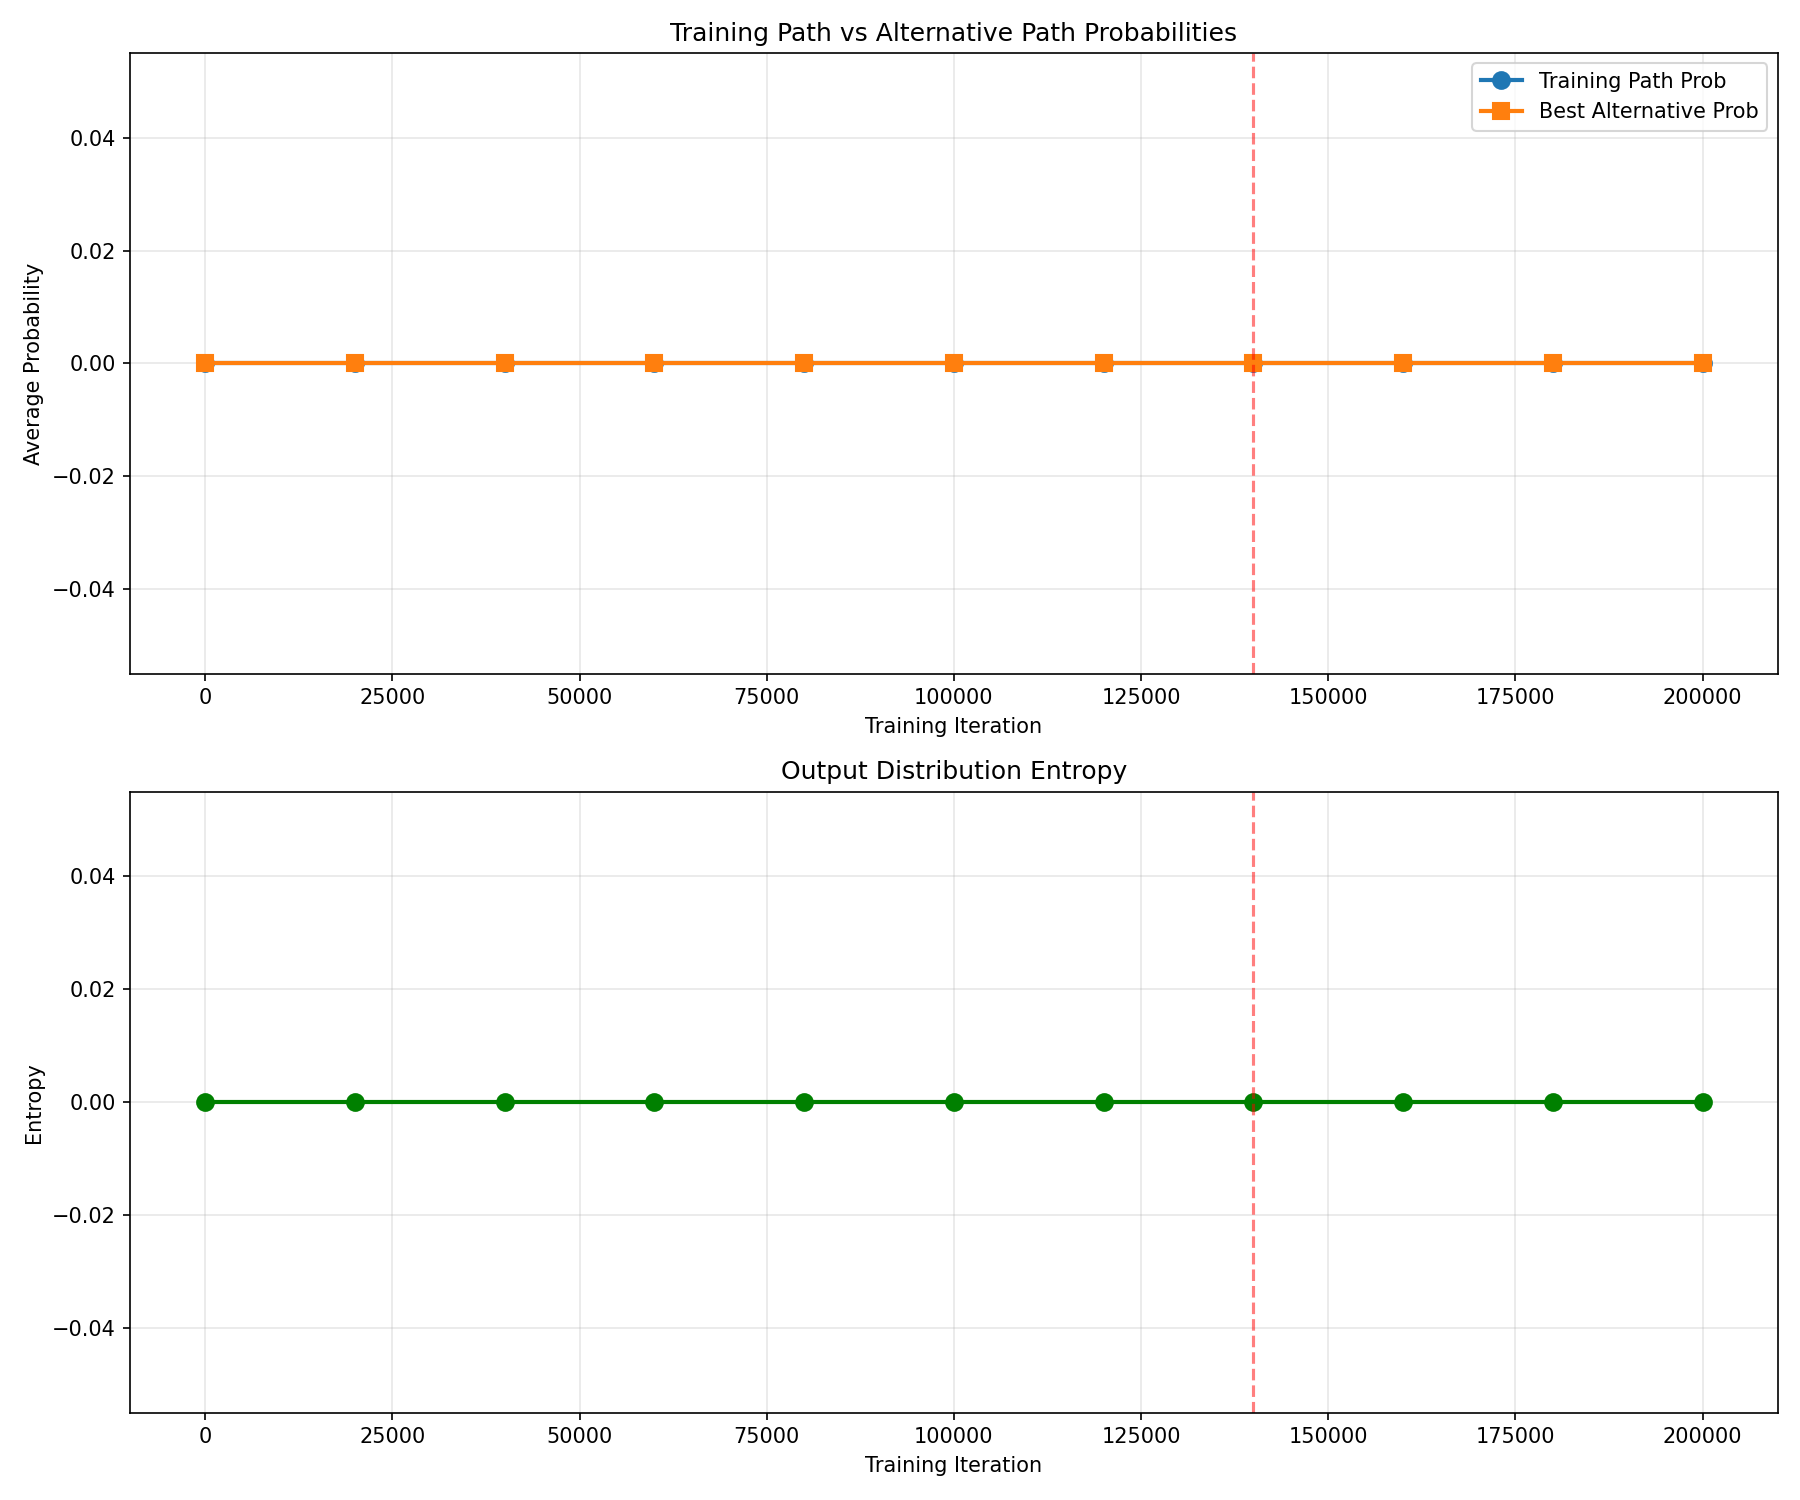 Training Path vs Alternative Path Probabilities
Training Path Prob
Best Alternative Prob
Average Probability
0.04
0.02
0.00
−0.02
−0.04
0 25000 50000 75000 100000 125000 150000 175000 200000
Training Iteration
Output Distribution Entropy
Entropy
0.04
0.02
0.00
−0.02
−0.04
0 25000 50000 75000 100000 125000 150000 175000 200000
Training Iteration